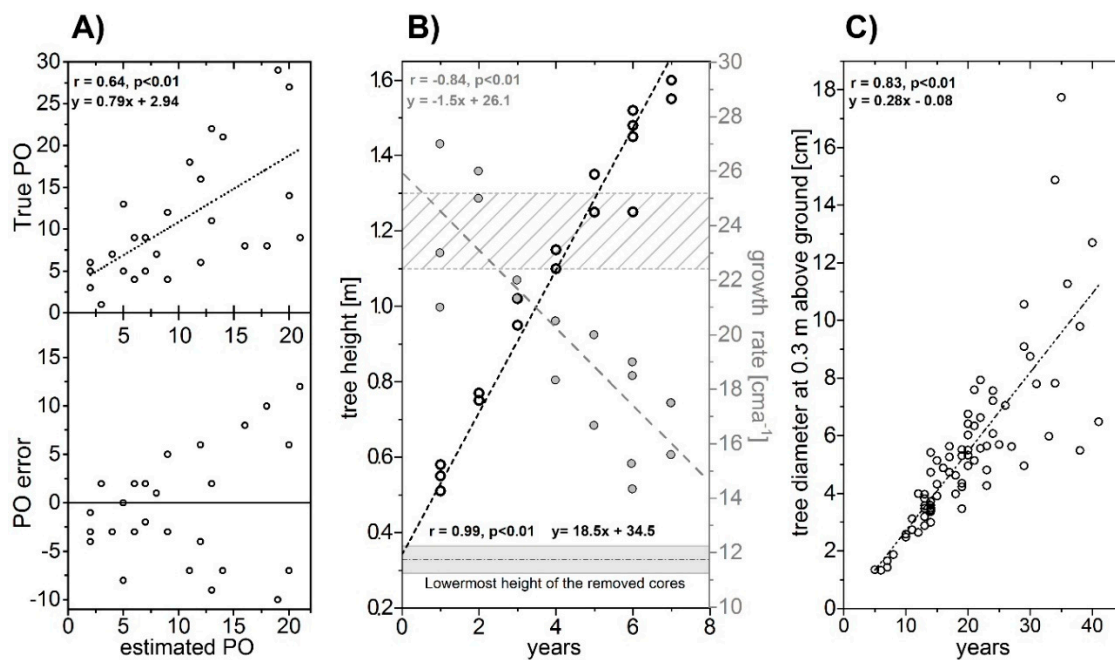 A)
r = 0.64, p<0.01
y = 0.79x + 2.94
True PO
30
25
20
15
10
5
0
5 10 15 20
PO error
10
5
0
-5
-10
0 5 10 15 20
estimated PO
B)
r = -0.84, p<0.01
y = -1.5x + 26.1
tree height [m]
1.6
1.4
1.2
1.0
0.8
0.6
0.4
0.2
growth rate [cma-1]
30
28
26
24
22
20
18
16
14
12
10
r = 0.99, p<0.01 y= 18.5x + 34.5
Lowermost height of the removed cores
0 2 4 6 8
years
C)
r = 0.83, p<0.01
y = 0.28x - 0.08
tree diameter at 0.3 m above ground [cm]
18
16
14
12
10
8
6
4
2
0
0 10 20 30 40
years